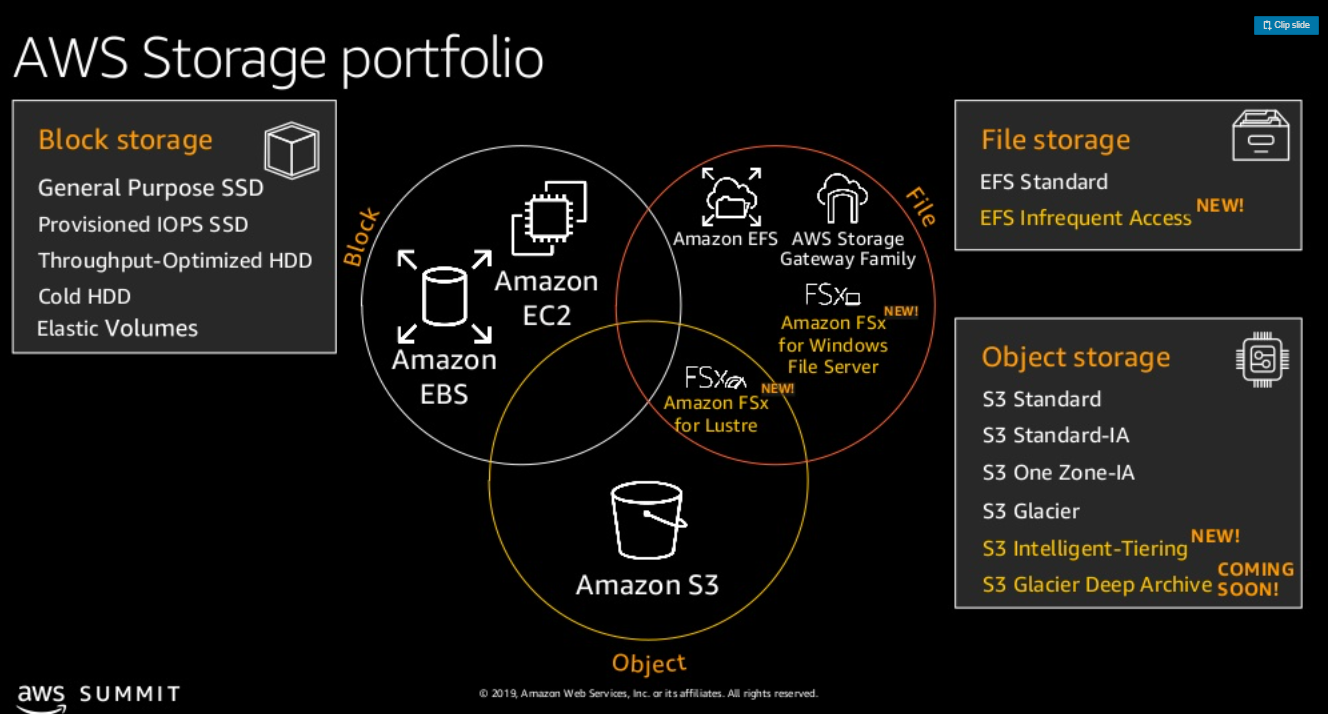 Clip slide
AWS Storage portfolio
Block storage
General Purpose SSD
Provisioned IOPS SSD
Throughput-Optimized HDD
Cold HDD
Elastic Volumes
Block
Amazon
EC2
Amazon
EBS
File
Amazon EFS
AWS Storage
Gateway Family
FSx
NEW!
Amazon FSx
for Windows
File Server
FSx
NEW!
Amazon FSx
for Lustre
Amazon S3
Object
File storage
EFS Standard
EFS Infrequent Access NEW!
Object storage
S3 Standard
S3 Standard-IA
S3 One Zone-IA
S3 Glacier
S3 Intelligent-Tiering NEW!
S3 Glacier Deep Archive COMING
SOON!
aws SUMMIT
© 2019, Amazon Web Services, Inc. or its affiliates. All rights reserved.